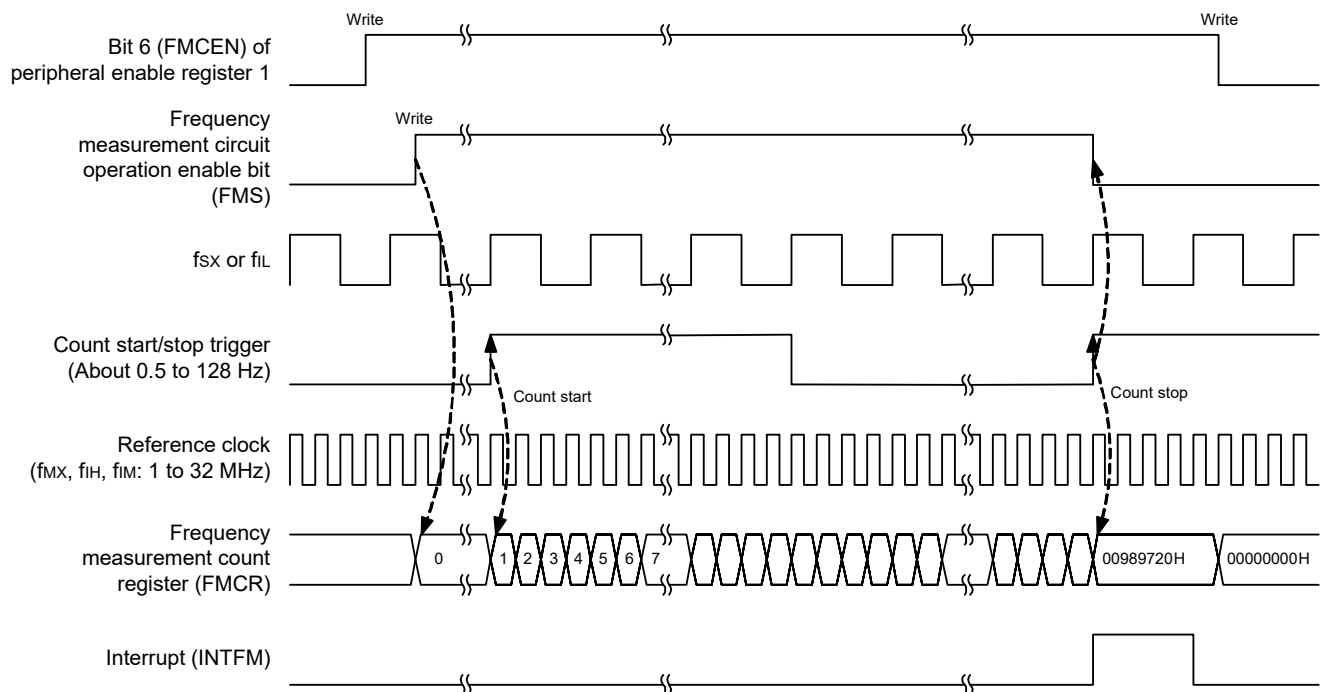 Write
Write
Bit 6 (FMCEN) of
peripheral enable register 1
Frequency
measurement circuit
operation enable bit
(FMS)
Write
fSX or fIL
Count start/stop trigger
(About 0.5 to 128 Hz)
Count start
Count stop
Reference clock
(fMX, fIH, fIM: 1 to 32 MHz)
Frequency
measurement count
register (FMCR)
0 1 2 3 4 5 6 7 00989720H 00000000H
Interrupt (INTFM)